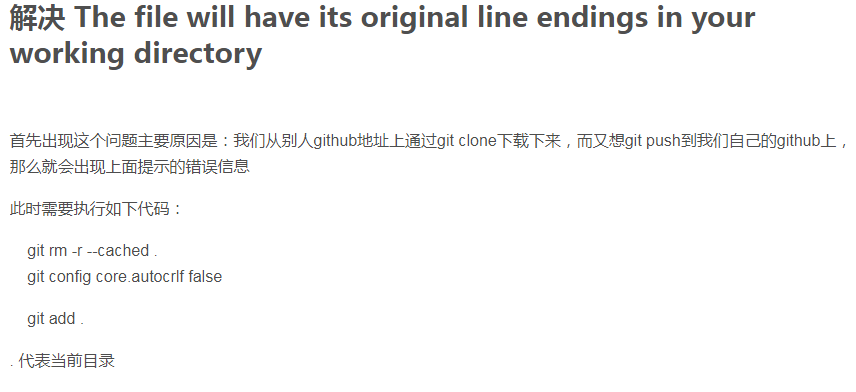 解决 The file will have its original line endings in your
working directory
首先出现这个问题主要原因是：我们从别人github地址上通过git clone下载下来，而又想git push到我们自己的github上，
那么就会出现上面提示的错误信息
此时需要执行如下代码：
git rm -r --cached .
git config core.autocrlf false
git add .
. 代表当前目录